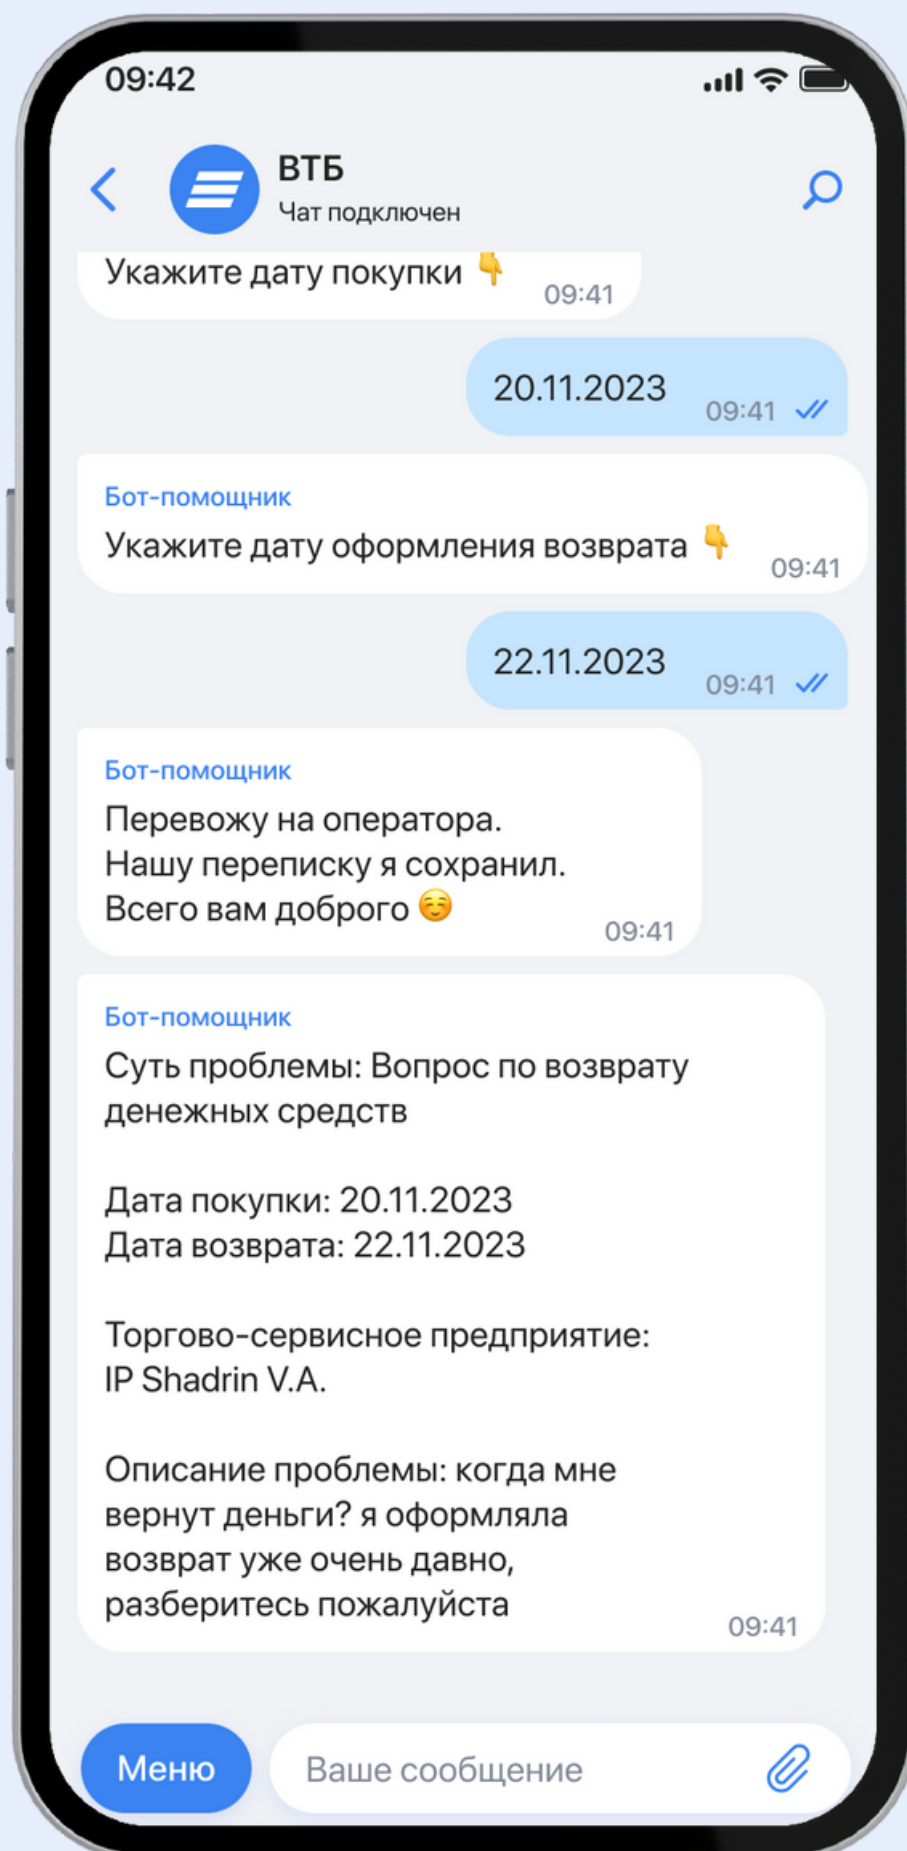 09:42
ВТБ
Чат подключен
Укажите дату покупки 👇
09:41
20.11.2023
09:41
Бот-помощник
Укажите дату оформления возврата 👇
09:41
22.11.2023
09:41
Бот-помощник
Перевожу на оператора.
Нашу переписку я сохранил.
Всего вам доброго ☺️
09:41
Бот-помощник
Суть проблемы: Вопрос по возврату
денежных средств
Дата покупки: 20.11.2023
Дата возврата: 22.11.2023
Торгово-сервисное предприятие:
IP Shadrin V.A.
Описание проблемы: когда мне
вернут деньги? я оформляла
возврат уже очень давно,
разберитесь пожалуйста
09:41
Меню
Ваше сообщение